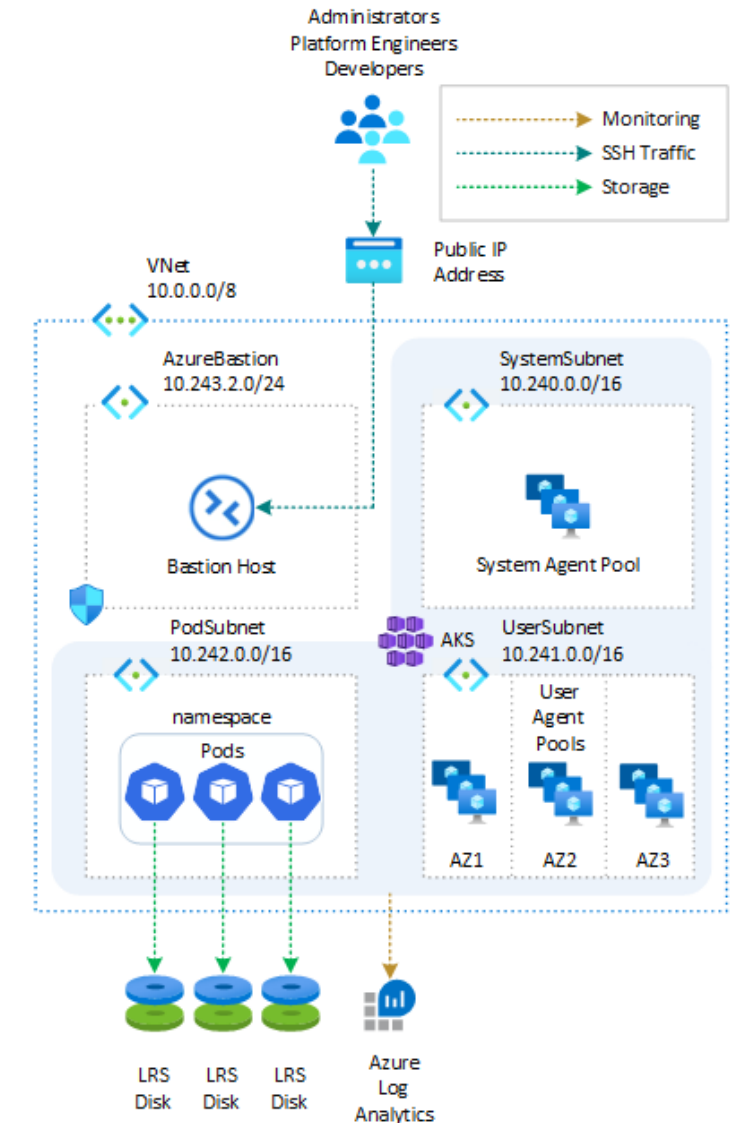 Administrators
Platform Engineers
Developers
Monitoring
SSH Traffic
Storage
Public IP
Address
VNet
10.0.0.0/8
AzureBastion
10.243.2.0/24
SystemSubnet
10.240.0.0/16
Bastion Host
System Agent Pool
PodSubnet
10.242.0.0/16
AKS
UserSubnet
10.241.0.0/16
namespace
Pods
User
Agent
Pools
AZ1
AZ2
AZ3
LRS
Disk
LRS
Disk
LRS
Disk
Azure
Log
Analytics